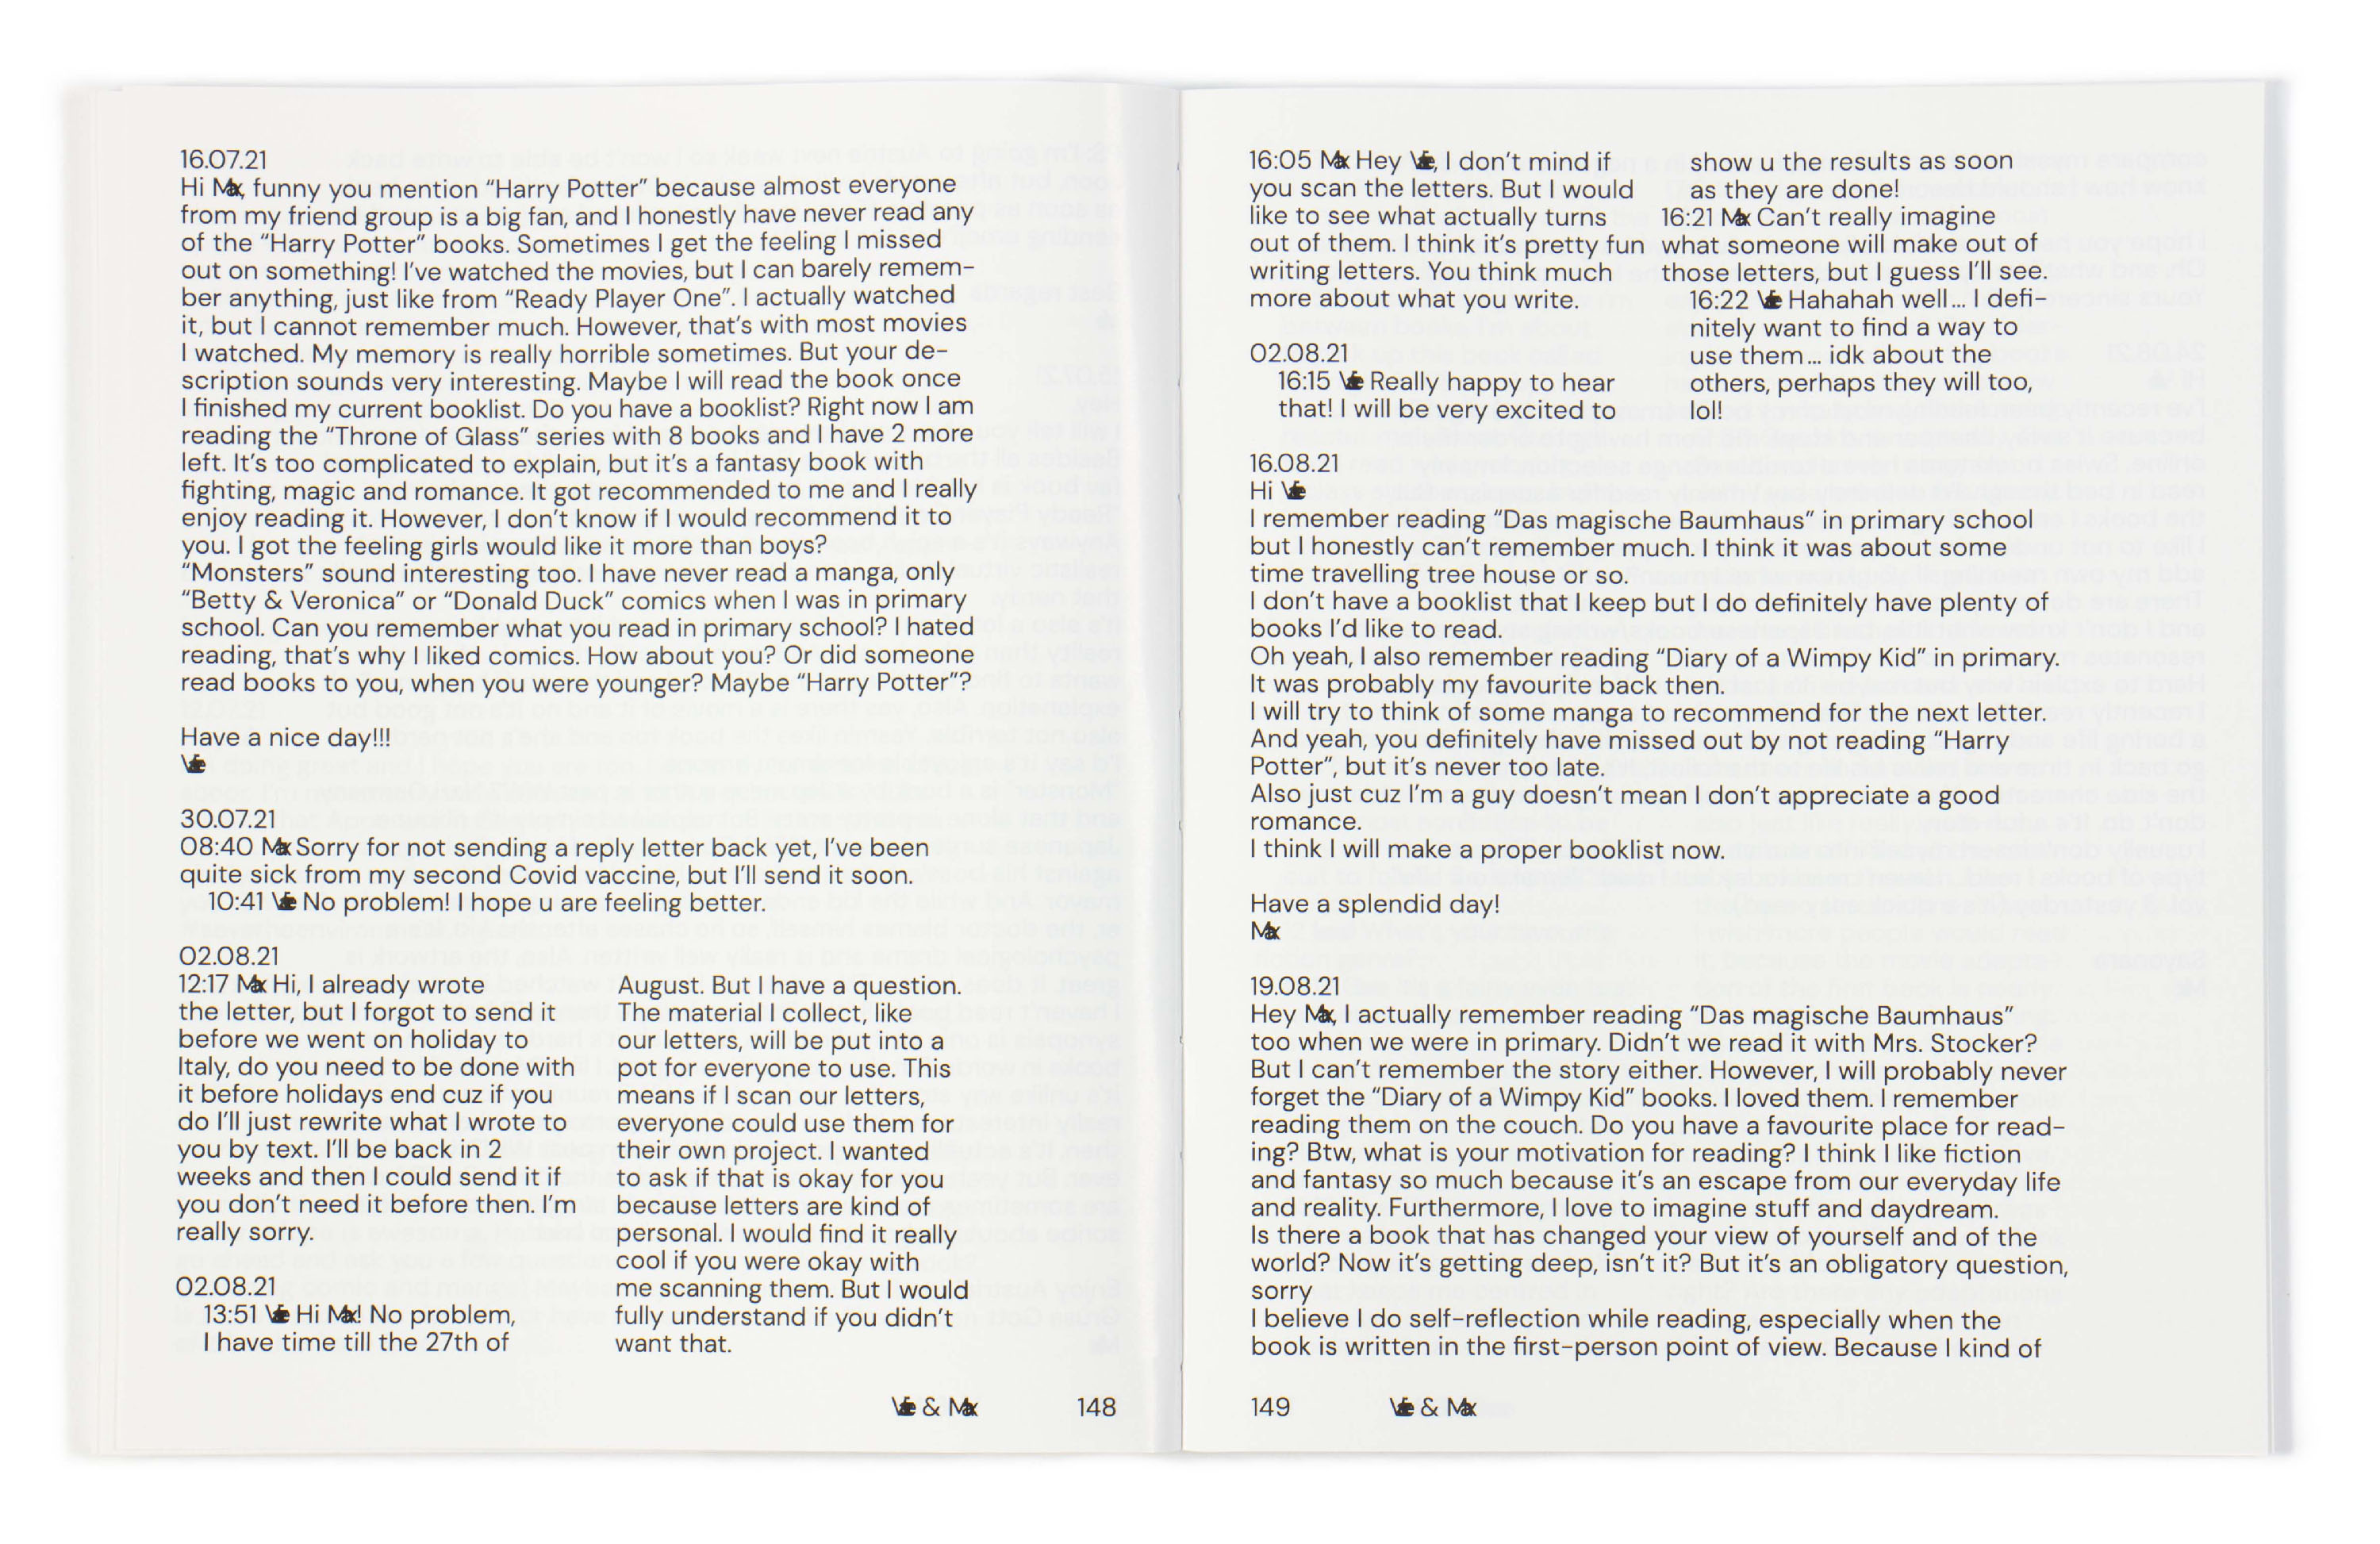 16.07.21
Hi Max, funny you mention “Harry Potter” because almost everyone
from my friend group is a big fan, and I honestly have never read any
of the “Harry Potter” books. Sometimes I get the feeling I missed
out on something! I’ve watched the movies, but I can barely remem-
ber anything, just like from “Ready Player One”. I actually watched
it, but I cannot remember much. However, that’s with most movies
I watched. My memory is really horrible sometimes. But your de-
scription sounds very interesting. Maybe I will read the book once
I finished my current booklist. Do you have a booklist? Right now I am
reading the “Throne of Glass” series with 8 books and I have 2 more
left. It’s too complicated to explain, but it’s a fantasy book with
fighting, magic and romance. It got recommended to me and I really
enjoy reading it. However, I don’t know if I would recommend it to
you. I got the feeling girls would like it more than boys?
“Monsters” sound interesting too. I have never read a manga, only
“Betty & Veronica” or “Donald Duck” comics when I was in primary
school. Can you remember what you read in primary school? I hated
reading, that’s why I liked comics. How about you? Or did someone
read books to you, when you were younger? Maybe “Harry Potter”?
Have a nice day!!!
30.07.21
08:40 Max Sorry for not sending a reply letter back yet, I’ve been
quite sick from my second Covid vaccine, but I’ll send it soon.
10:41 No problem! I hope u are feeling better.
02.08.21
12:17 Max Hi, I already wrote
the letter, but I forgot to send it
before we went on holiday to
Italy, do you need to be done with
it before holidays end cuz if you
do I’ll just rewrite what I wrote to
you by text. I’ll be back in 2
weeks and then I could send it if
you don’t need it before then. I’m
really sorry.
02.08.21
13:51 Hi Max! No problem,
I have time till the 27th of
August. But I have a question.
The material I collect, like
our letters, will be put into a
pot for everyone to use. This
means if I scan our letters,
everyone could use them for
their own project. I wanted
to ask if that is okay for you
because letters are kind of
personal. I would find it really
cool if you were okay with
me scanning them. But I would
fully understand if you didn’t
want that.
& Max 148
16:05 Max Hey , I don’t mind if
you scan the letters. But I would
like to see what actually turns
out of them. I think it’s pretty fun
writing letters. You think much
more about what you write.
02.08.21
16:15 Really happy to hear
that! I will be very excited to
show u the results as soon
as they are done!
16:21 Max Can’t really imagine
what someone will make out of
those letters, but I guess I’ll see.
16:22 Hahahah well... I defi-
nitely want to find a way to
use them... idk about the
others, perhaps they will too,
lol!
16.08.21
Hi
I remember reading “Das magische Baumhaus” in primary school
but I honestly can’t remember much. I think it was about some
time travelling tree house or so.
I don’t have a booklist that I keep but I do definitely have plenty of
books I’d like to read.
Oh yeah, I also remember reading “Diary of a Wimpy Kid” in primary.
It was probably my favourite back then.
I will try to think of some manga to recommend for the next letter.
And yeah, you definitely have missed out by not reading “Harry
Potter”, but it’s never too late.
Also just cuz I’m a guy doesn’t mean I don’t appreciate a good
romance.
I think I will make a proper booklist now.
Have a splendid day!
Max
19.08.21
Hey Max, I actually remember reading “Das magische Baumhaus”
too when we were in primary. Didn’t we read it with Mrs. Stocker?
But I can’t remember the story either. However, I will probably never
forget the “Diary of a Wimpy Kid” books. I loved them. I remember
reading them on the couch. Do you have a favourite place for read-
ing? Btw, what is your motivation for reading? I think I like fiction
and fantasy so much because it’s an escape from our everyday life
and reality. Furthermore, I love to imagine stuff and daydream.
Is there a book that has changed your view of yourself and of the
world? Now it’s getting deep, isn’t it? But it’s an obligatory question,
sorry
I believe I do self-reflection while reading, especially when the
book is written in the first-person point of view. Because I kind of
149 & Max